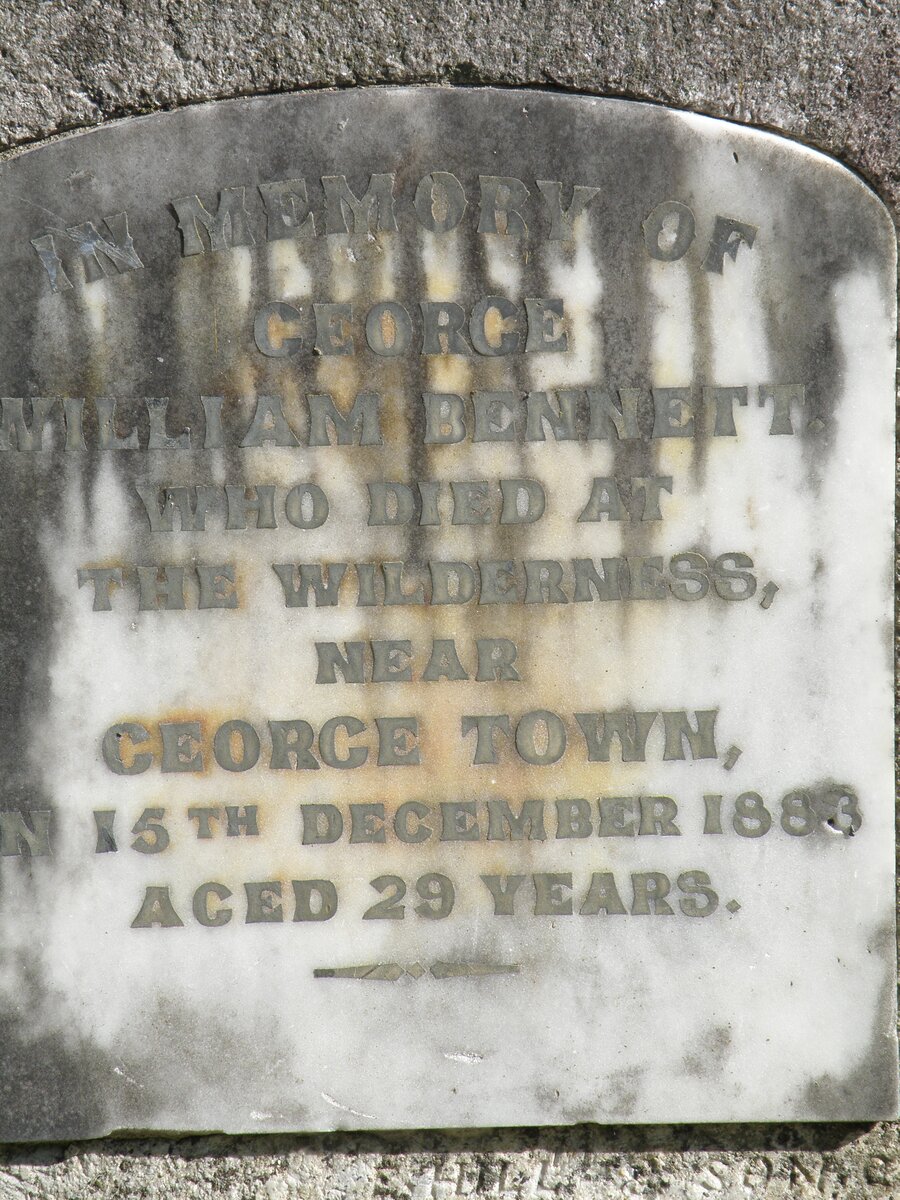 IN MEMORY OF
GEORGE
WILLIAM BENNETT.
WHO DIED AT
THE WILDERNESS,
NEAR
GEORGE TOWN,
N 15TH DECEMBER 1883
AGED 29 YEARS.